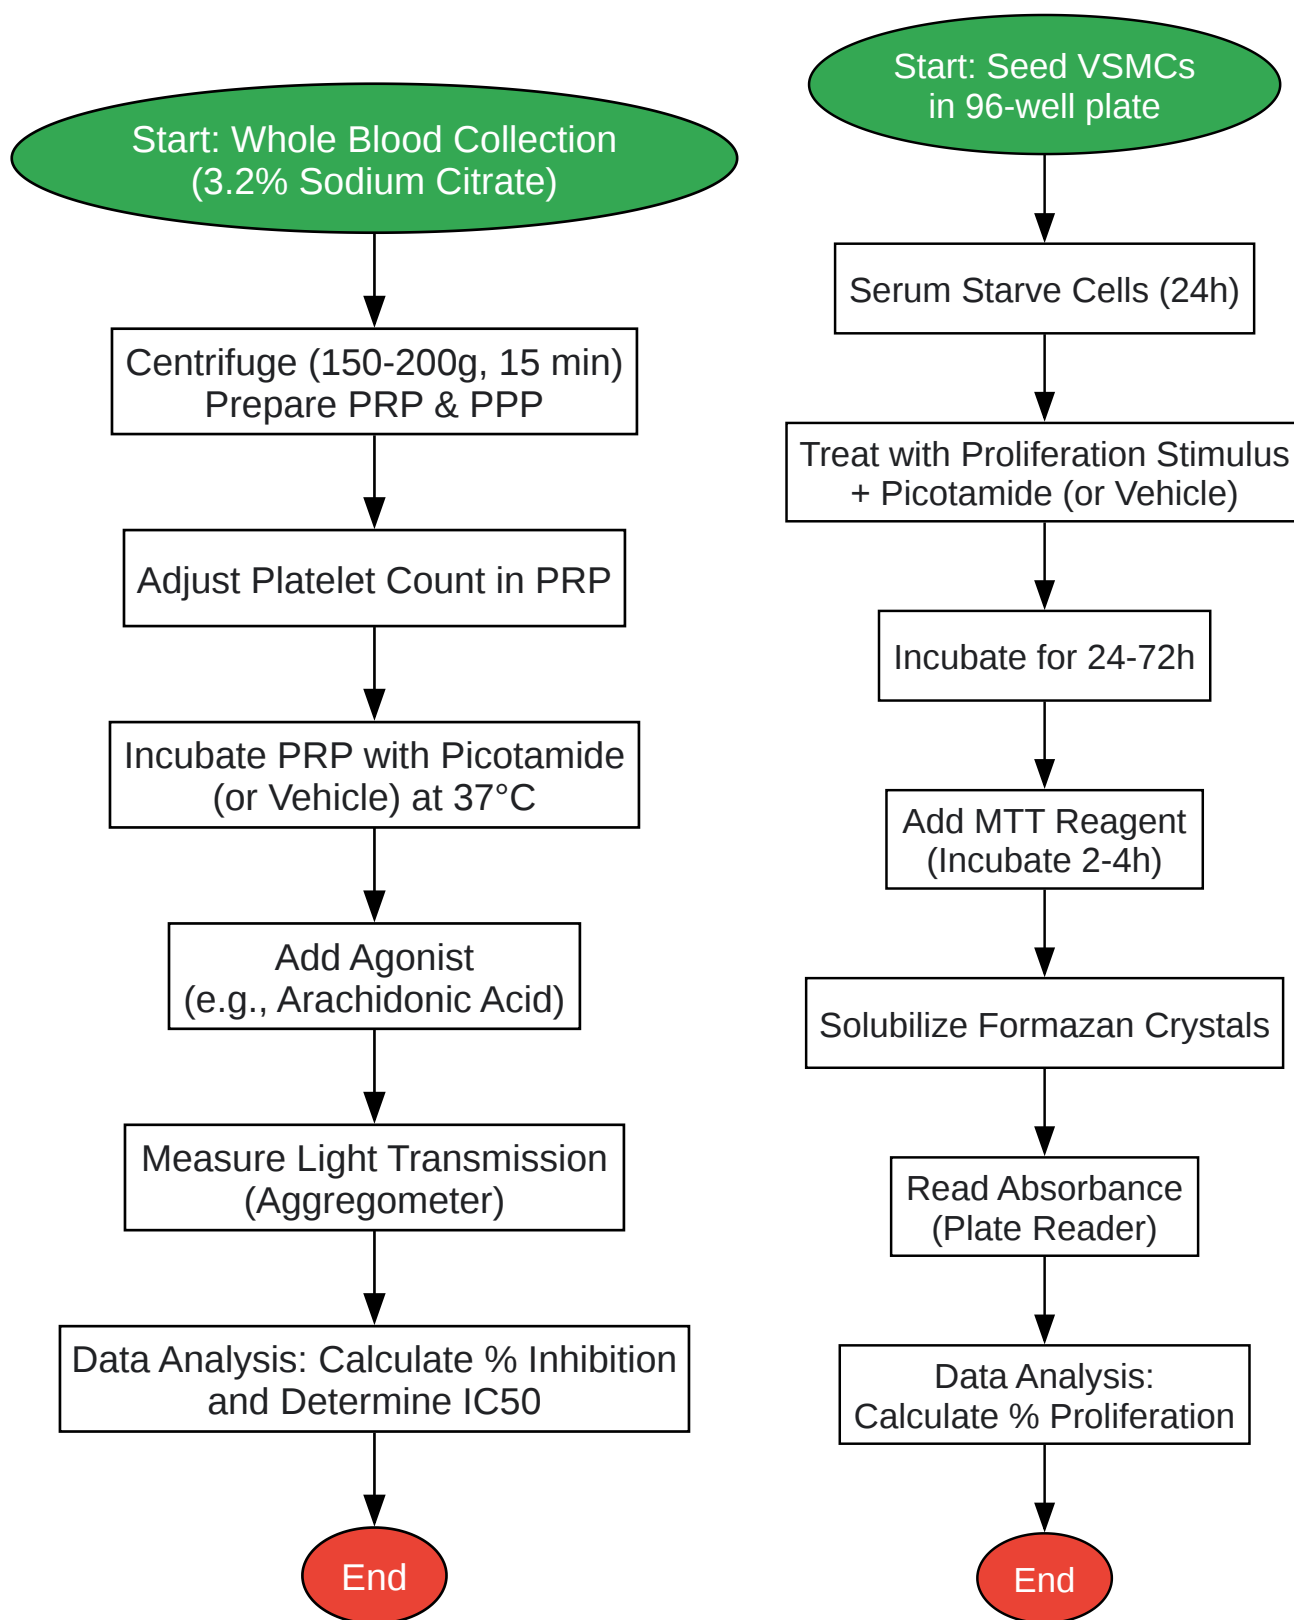 Start: Whole Blood Collection
(3.2% Sodium Citrate)
Centrifuge (150-200g, 15 min)
Prepare PRP & PPP
Adjust Platelet Count in PRP
Incubate PRP with Picotamide
(or Vehicle) at 37°C
Add Agonist
(e.g., Arachidonic Acid)
Measure Light Transmission
(Aggregometer)
Data Analysis: Calculate % Inhibition
and Determine IC50
End
Start: Seed VSMCs
in 96-well plate
Serum Starve Cells (24h)
Treat with Proliferation Stimulus
+ Picotamide (or Vehicle)
Incubate for 24-72h
Add MTT Reagent
(Incubate 2-4h)
Solubilize Formazan Crystals
Read Absorbance
(Plate Reader)
Data Analysis:
Calculate % Proliferation
End